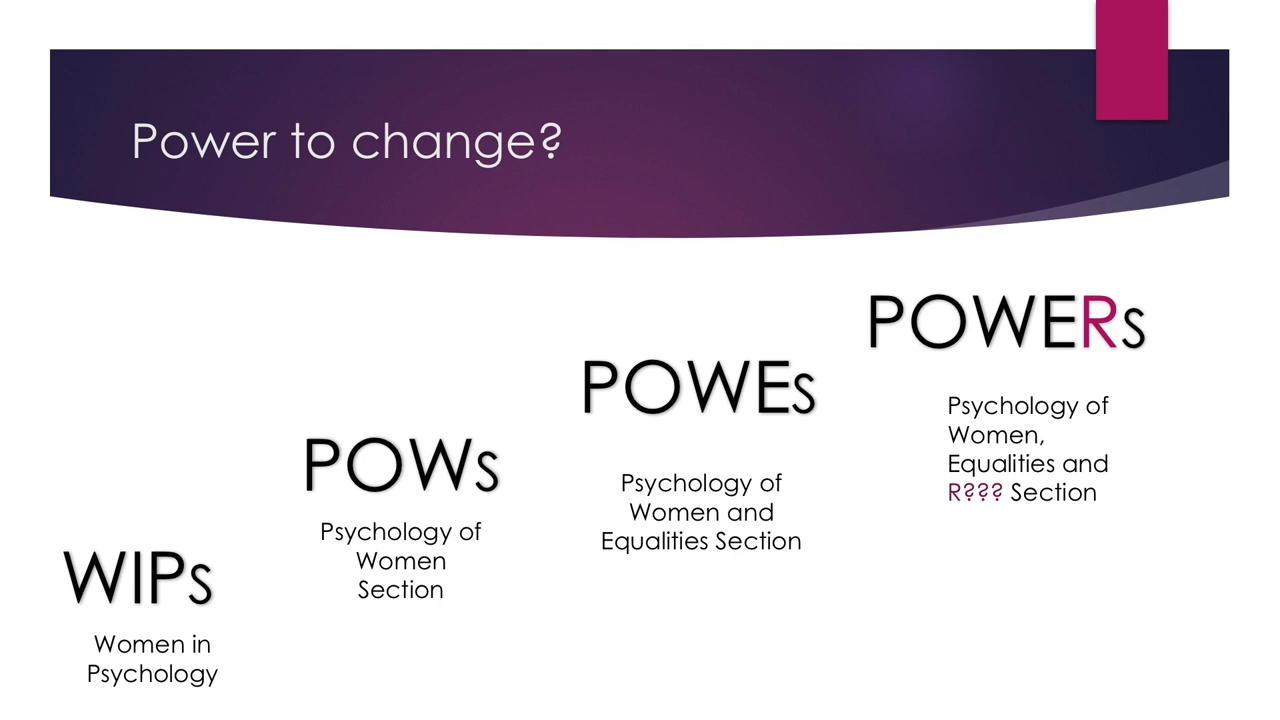 Power to change?
WIPs
Women in
Psychology
POWs
Psychology of
Women
Section
POWEs
Psychology of
Women and
Equalities Section
POWERs
Psychology of
Women,
Equalities and
R??? Section